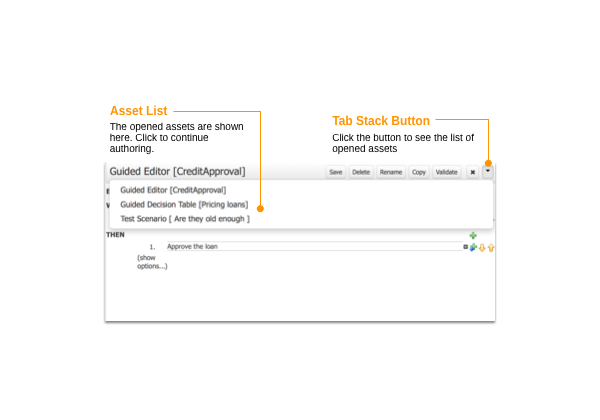 Asset List
The opened assets are shown
here. Click to continue
authoring.
Tab Stack Button
Click the button to see the list of
opened assets
Guided Editor [CreditApproval]
Save Delete Rename Copy Validate
Guided Editor [CreditApproval]
Guided Decision Table [Pricing loans]
Test Scenario [ Are they old enough ]
THEN
1. Approve the loan
(show
options...)